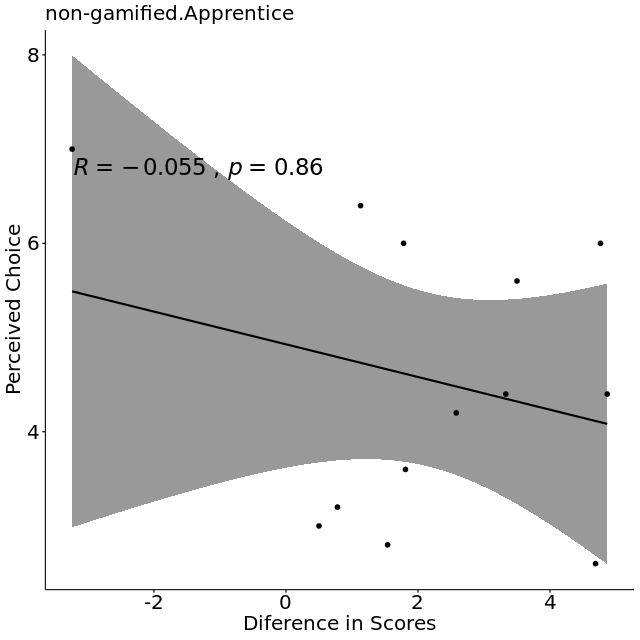 non-gamified.Apprentice
8
R = −0.055 , p = 0.86
6
4
Perceived Choice
-2 0 2 4
Diference in Scores